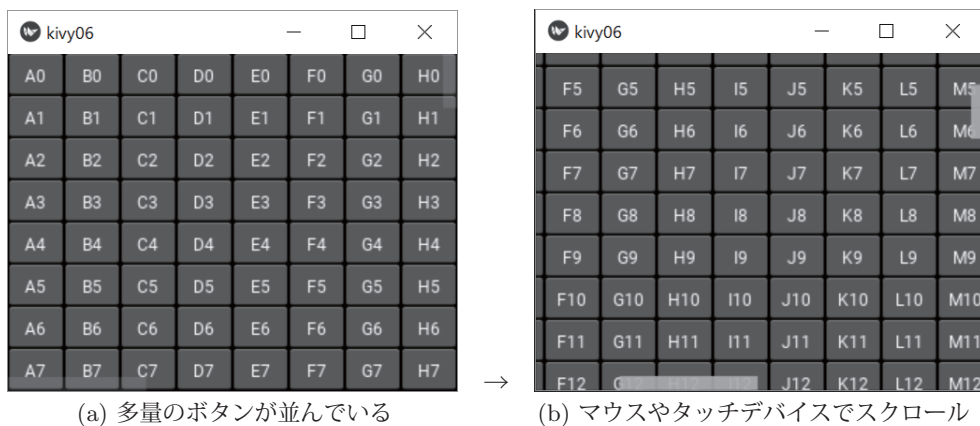 kivy06
A0 B0 C0 D0 E0 F0 G0 H0
A1 B1 C1 D1 E1 F1 G1 H1
A2 B2 C2 D2 E2 F2 G2 H2
A3 B3 C3 D3 E3 F3 G3 H3
A4 B4 C4 D4 E4 F4 G4 H4
A5 B5 C5 D5 E5 F5 G5 H5
A6 B6 C6 D6 E6 F6 G6 H6
A7 B7 C7 D7 E7 F7 G7 H7
(a) 多量のボタンが並んでいる
→
kivy06
F5 G5 H5 I5 J5 K5 L5 M5
F6 G6 H6 I6 J6 K6 L6 M6
F7 G7 H7 I7 J7 K7 L7 M7
F8 G8 H8 I8 J8 K8 L8 M8
F9 G9 H9 I9 J9 K9 L9 M9
F10 G10 H10 I10 J10 K10 L10 M10
F11 G11 H11 I11 J11 K11 L11 M11
F12 G12 H12 I12 J12 K12 L12 M12
(b) マウスやタッチデバイスでスクロール